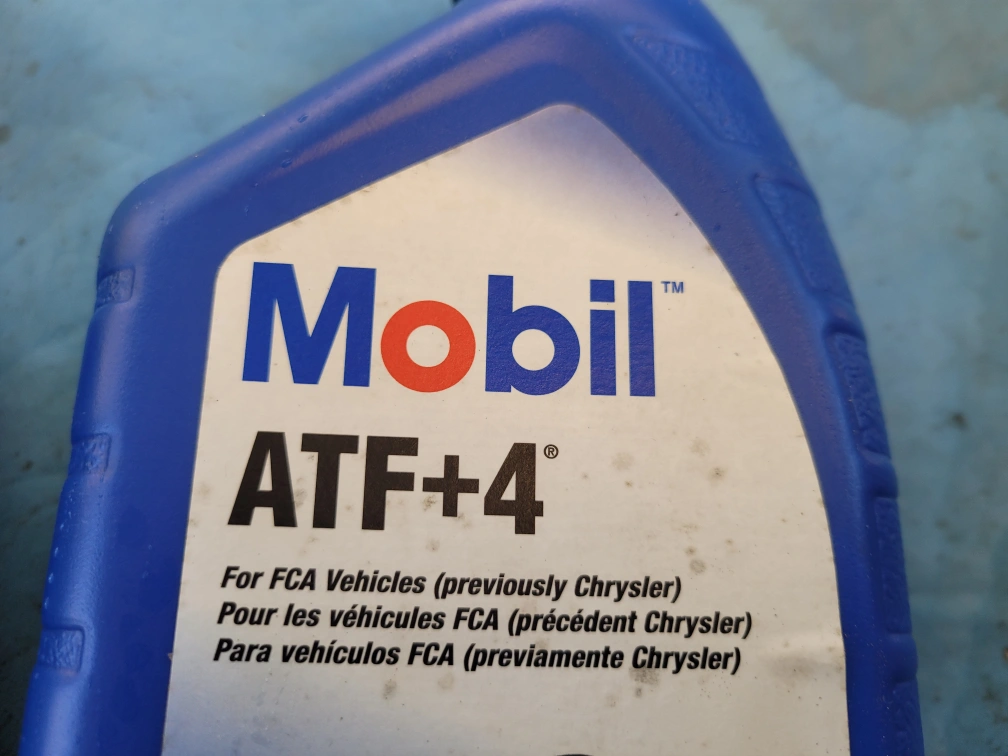 Mobil™
ATF+4®
For FCA Vehicles (previously Chrysler)
Pour les véhicules FCA (précédent Chrysler)
Para vehículos FCA (previamente Chrysler)